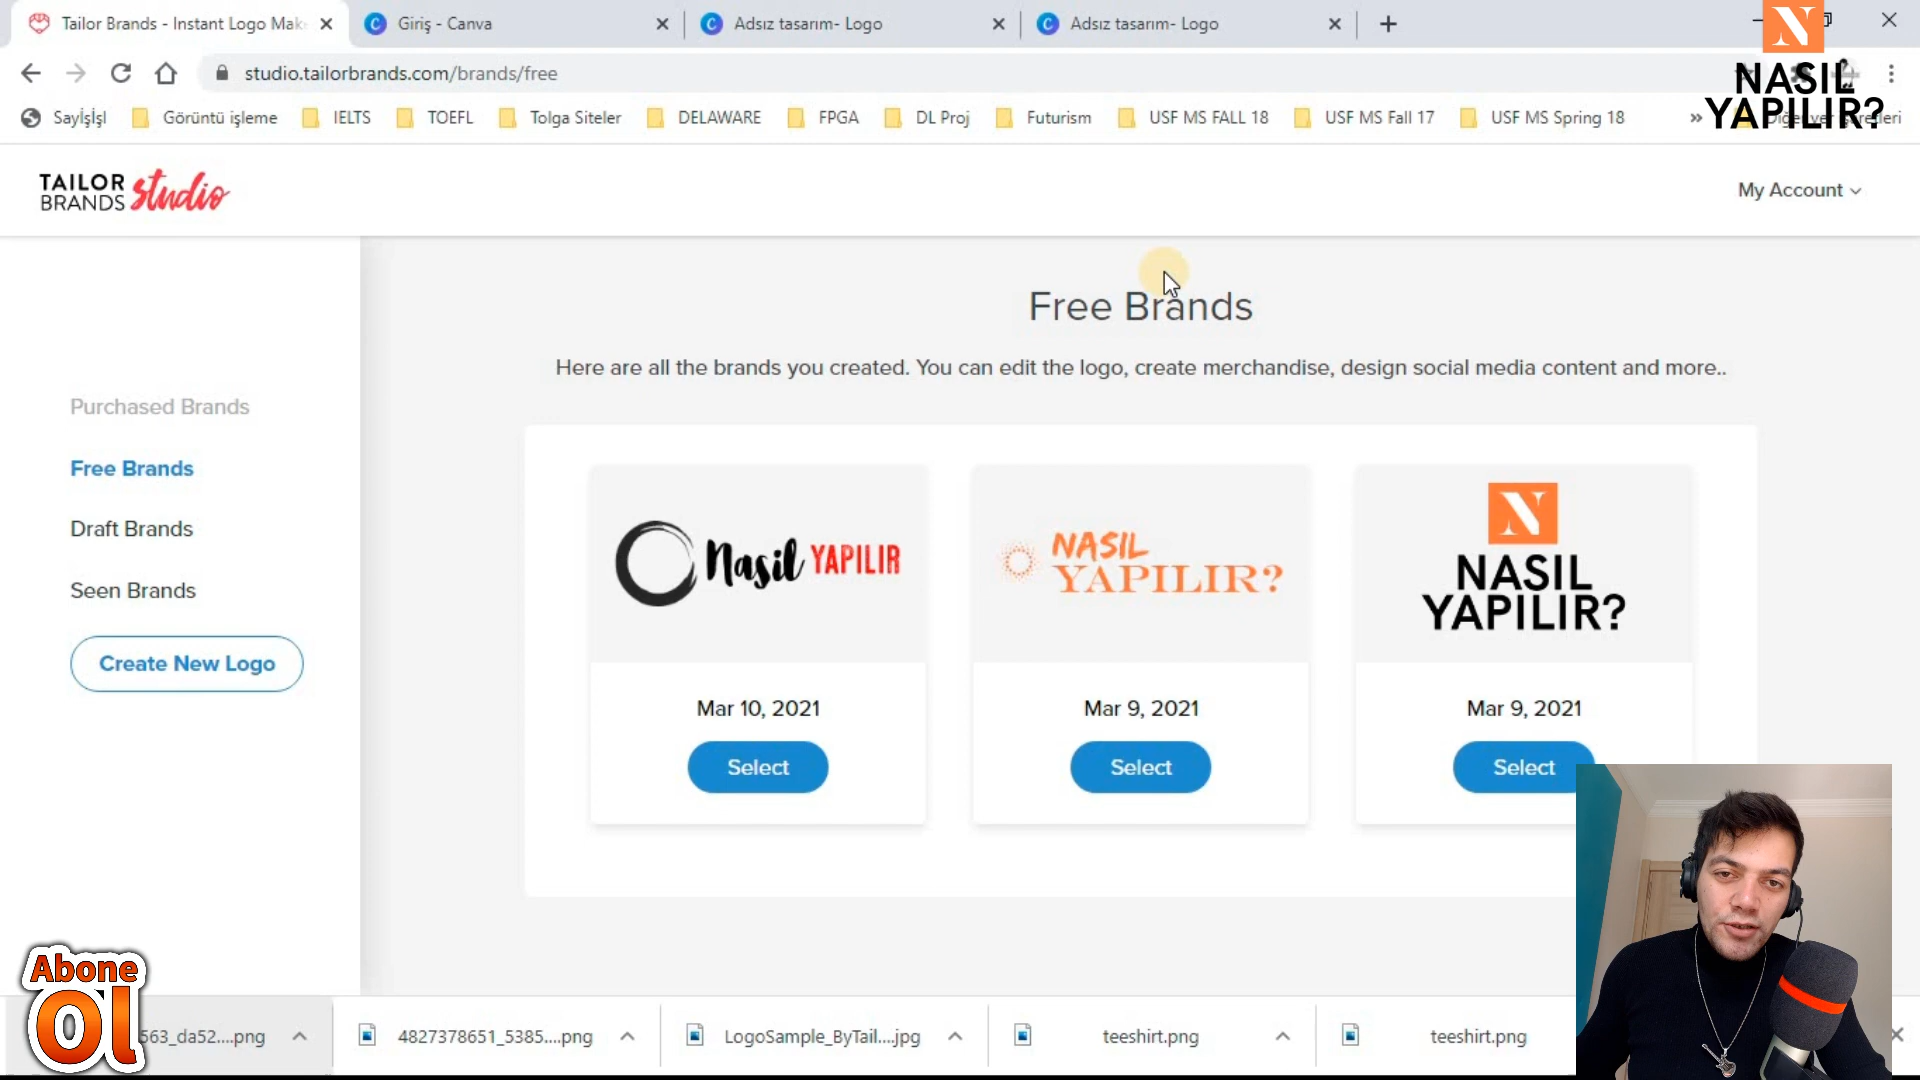 Tailor Brands - Instant Logo Make
Giriş - Canva
Adsız tasarım- Logo
Adsız tasarım- Logo
studio.tailorbrands.com/brands/free
Görüntü işleme
IELTS
TOEFL
Tolga Siteler
DELAWARE
FPGA
DL Proj
Futurism
USF MS FALL 18
USF MS Fall 17
USF MS Spring 18
»
N
NASIL
YAPILIR?
TAILOR
BRANDS studio
My Account
Free Brands
Here are all the brands you created. You can edit the logo, create merchandise, design social media content and more..
Purchased Brands
Free Brands
Draft Brands
Seen Brands
Create New Logo
Nasil YAPILIR
Mar 10, 2021
Select
NASIL
YAPILIR?
Mar 9, 2021
Select
N
NASIL
YAPILIR?
Mar 9, 2021
Select
Abone
Ol
563_da52....png
4827378651_5385....png
LogoSample_ByTail....jpg
teeshirt.png
teeshirt.png